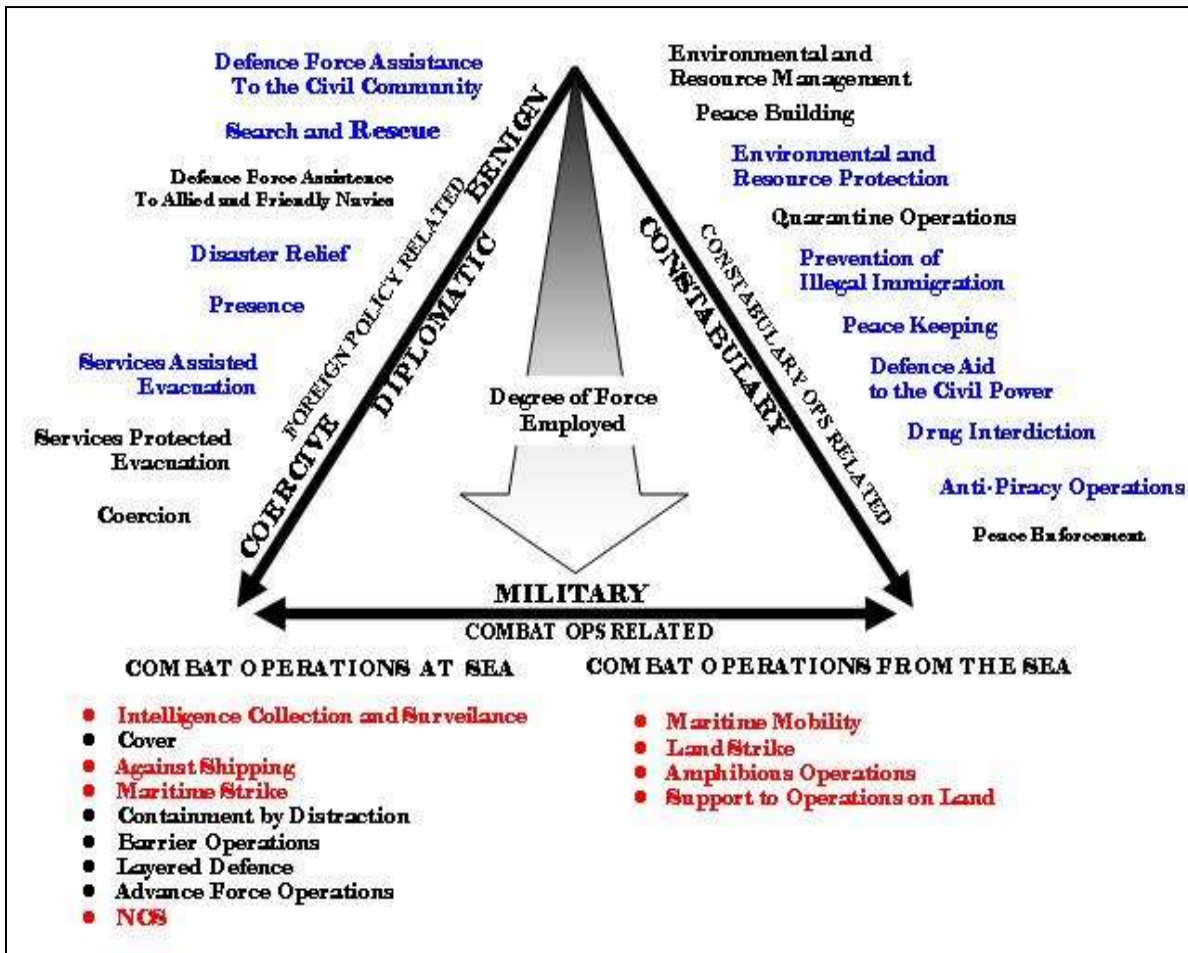 Defence Force Assistance
To the Civil Community
Search and Rescue
Defence Force Assistence
To Allied and Friendly Navies
Disaster Relief
Presence
Services Assisted
Evacuation
Services Protected
Evacuation
Coercion
FOREIGN POLICY RELATED
COERCIVE DIPLOMATIC BENIGN
Degree of Force
Employed
CONSTABULARY
CONSTABULARY OPS RELATED
Environmental and
Resource Management
Peace Building
Environmental and
Resource Protection
Quarantine Operations
Prevention of
Illegal Immigration
Peace Keeping
Defence Aid
to the Civil Power
Drug Interdiction
Anti-Piracy Operations
Peace Enforcement
MILITARY
COMBAT OPS RELATED
COMBAT OPERATIONS AT SEA
• Intelligence Collection and Surveilance
• Cover
• Against Shipping
• Maritime Strike
• Containment by Distraction
• Barrier Operations
• Layered Defence
• Advance Force Operations
• NCS
COMBAT OPERATIONS FROM THE SEA
• Maritime Mobility
• Land Strike
• Amphibious Operations
• Support to Operations on Land